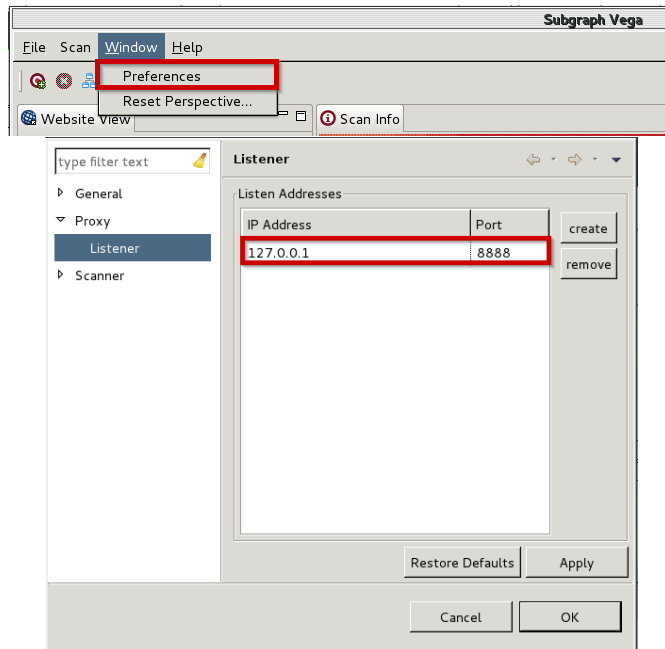 Subgraph Vega
File Scan Window Help
Preferences
Reset Perspective...
Website View
Scan Info
type filter text
Listener
General
Proxy
Listener
Scanner
Listen Addresses
IP Address Port
127.0.0.1 8888
create
remove
Restore Defaults Apply
Cancel OK